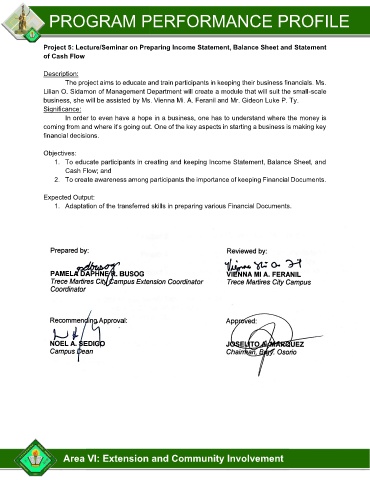 PROGRAM PERFORMANCE PROFILE
Project 5: Lecture/Seminar on Preparing Income Statement, Balance Sheet and Statement
of Cash Flow
Description:
The project aims to educate and train participants in keeping their business financials. Ms.
Lilian O. Sidamon of Management Department will create a module that will suit the small-scale
business, she will be assisted by Ms. Vienna Mi. A. Feranil and Mr. Gideon Luke P. Ty.
Significance:
In order to even have a hope in a business, one has to understand where the money is
coming from and where it's going out. One of the key aspects in starting a business is making key
financial decisions.
Objectives:
1. To educate participants in creating and keeping Income Statement, Balance Sheet, and
Cash Flow; and
2. To create awareness among participants the importance of keeping Financial Documents.
Expected Output:
1. Adaptation of the transferred skills in preparing various Financial Documents.
Prepared by:
PAMELA DAPHNE R. BUSOG
Trece Martires City Campus Extension Coordinator
Coordinator
Reviewed by:
VIENNA MI A. FERANIL
Trece Martires City Campus
Recommending Approval:
NOEL A. SEDIGO
Campus Dean
Approved:
JOSELITO MARQUEZ
Chairman, Brgy. Osorio
Area VI: Extension and Community Involvement